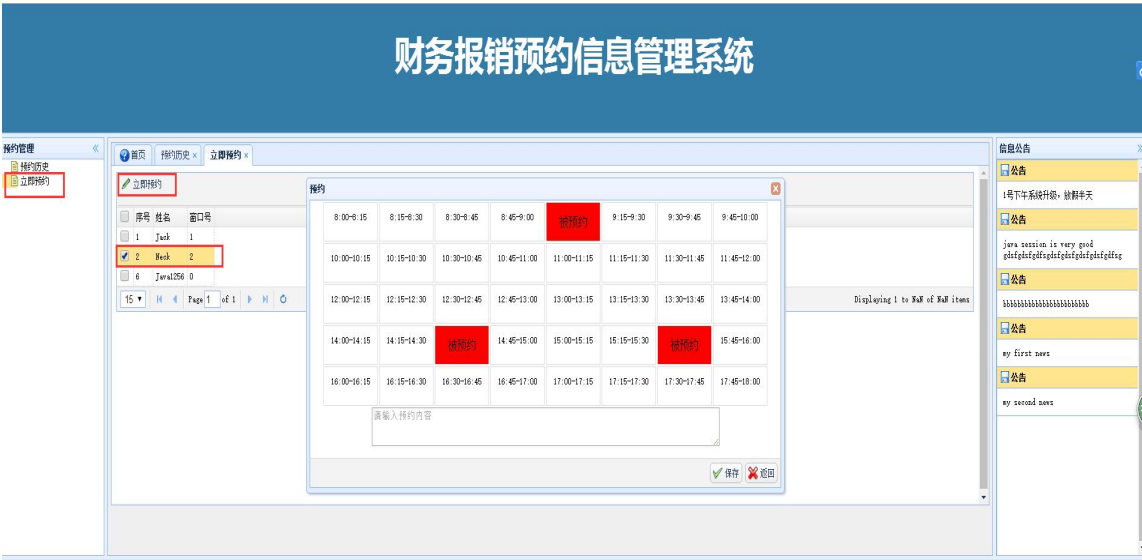 财务报销预约信息管理系统
预约管理
预约历史
立即预约
首页 预约历史 × 立即预约 ×
立即预约
序号 姓名 窗口号
1 Jack 1
2 Neck 2
6 Java1256 0
15 Page 1 of 1
Displaying 1 to NaN of NaN items
预约
8:00-8:15 8:15-8:30 8:30-8:45 8:45-9:00 被预约 9:15-9:30 9:30-9:45 9:45-10:00
10:00-10:15 10:15-10:30 10:30-10:45 10:45-11:00 11:00-11:15 11:15-11:30 11:30-11:45 11:45-12:00
12:00-12:15 12:15-12:30 12:30-12:45 12:45-13:00 13:00-13:15 13:15-13:30 13:30-13:45 13:45-14:00
14:00-14:15 14:15-14:30 被预约 14:45-15:00 15:00-15:15 15:15-15:30 被预约 15:45-16:00
16:00-16:15 16:15-16:30 16:30-16:45 16:45-17:00 17:00-17:15 17:15-17:30 17:30-17:45 17:45-18:00
请输入预约内容
保存 返回
信息公告
公告
1号下午系统升级，放假半天
公告
java session is very good
公告
公告
my first news
公告
my second news